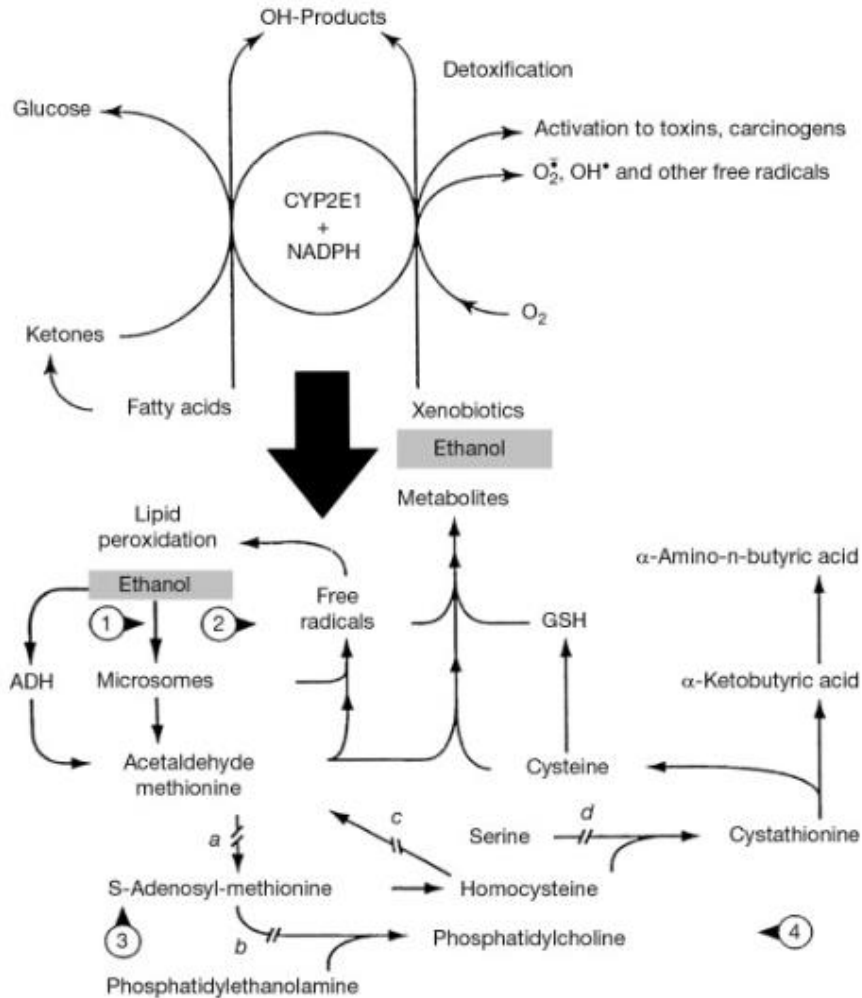 OH-Products
Detoxification
Glucose
Activation to toxins, carcinogens
O₂•̄, OH• and other free radicals
CYP2E1
+
NADPH
O₂
Ketones
Fatty acids
Xenobiotics
Ethanol
Metabolites
Lipid
peroxidation
α-Amino-n-butyric acid
Ethanol
Free
radicals
1
2
GSH
ADH
Microsomes
α-Ketobutyric acid
Acetaldehyde
methionine
Cysteine
a
c
Serine
d
Cystathionine
S-Adenosyl-methionine
Homocysteine
3
b
Phosphatidylcholine
4
Phosphatidylethanolamine